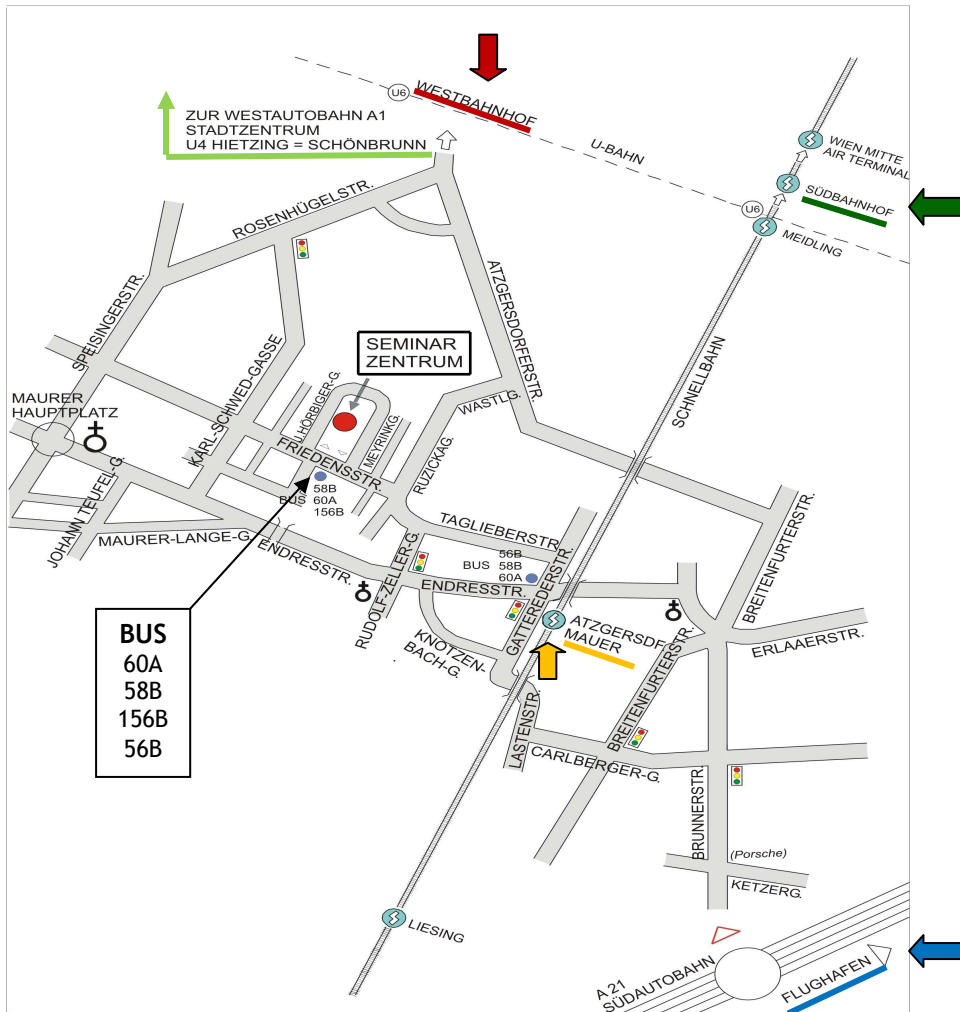 U6
WESTBAHNHOF
ZUR WESTAUTOBAHN A1
STADTZENTRUM
U4 HIETZING = SCHÖNBRUNN
U-BAHN
WIEN MITTE
AIR TERMINAL
SÜDBAHNHOF
U6
MEIDLING
ROSENHÜGELSTR.
SPEISINGERSTR.
ATZGERSDORFERSTR.
SCHNELLBAHN
SEMINAR
ZENTRUM
KARL-SCHWED-GASSE
J.HÖRBIGER-G.
MEYRINKG.
WASTLG.
RUZICKAG.
MAURER
HAUPTPLATZ
FRIEDENSSTR.
58B
BUS 60A
156B
JOHANN TEUFEL-G.
MAURER-LANGE-G.
ENDRESSTR.
TAGLIEBERSTR.
56B
BUS 58B
60A
ENDRESSTR.
RUDOLF-ZELLER-G.
GATTEREDERSTR.
BREITENFURTERSTR.
KNOTZEN-
BACH-G.
ATZGERSDF.
MAUER
ERLAAERSTR.
BREITENFURTERSTR.
LASTENSTR.
CARLBERGER-G.
BRUNNERSTR.
BUS
60A
58B
156B
56B
(Porsche)
KETZERG.
LIESING
A 21
SÜDAUTOBAHN
FLUGHAFEN